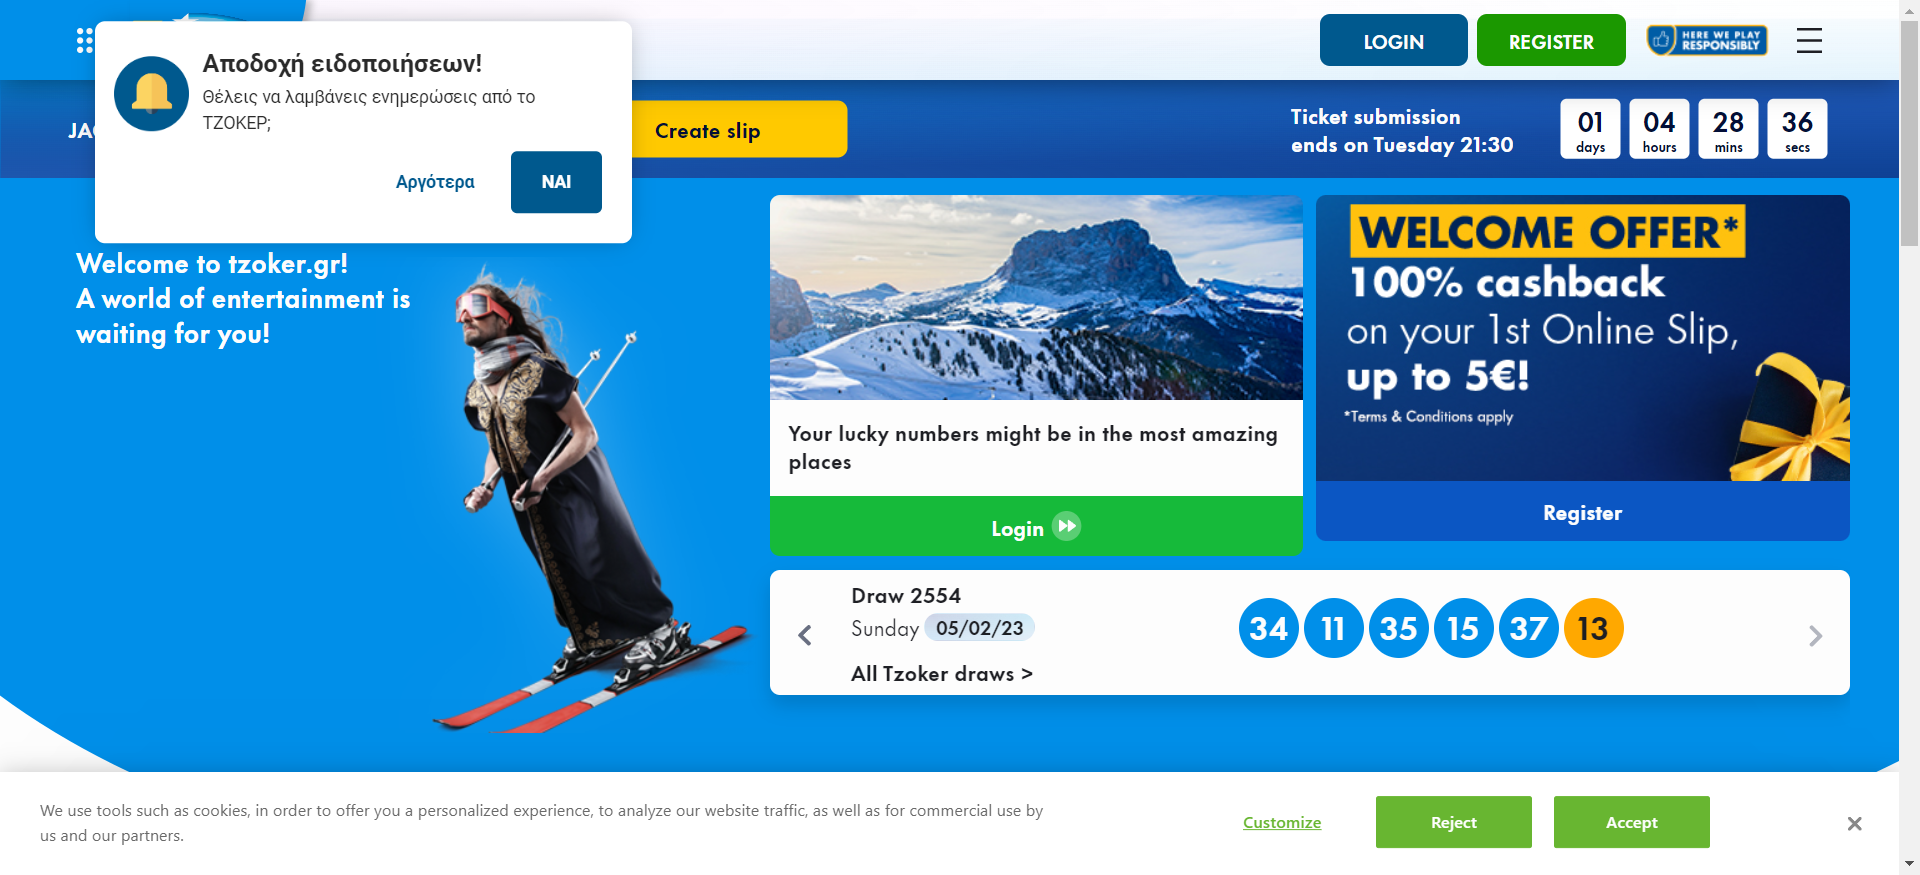 LOGIN
REGISTER
HERE WE PLAY
RESPONSIBLY
Αποδοχή ειδοποιήσεων!
Θέλεις να λαμβάνεις ενημερώσεις από το
ΤΖΟΚΕΡ;
Αργότερα
ΝΑΙ
Create slip
Ticket submission
ends on Tuesday 21:30
01
days
04
hours
28
mins
36
secs
Welcome to tzoker.gr!
A world of entertainment is
waiting for you!
Your lucky numbers might be in the most amazing
places
Login
WELCOME OFFER*
100% cashback
on your 1st Online Slip,
up to 5€!
*Terms & Conditions apply
Register
Draw 2554
Sunday 05/02/23
All Tzoker draws >
34 11 35 15 37 13
We use tools such as cookies, in order to offer you a personalized experience, to analyze our website traffic, as well as for commercial use by
us and our partners.
Customize
Reject
Accept